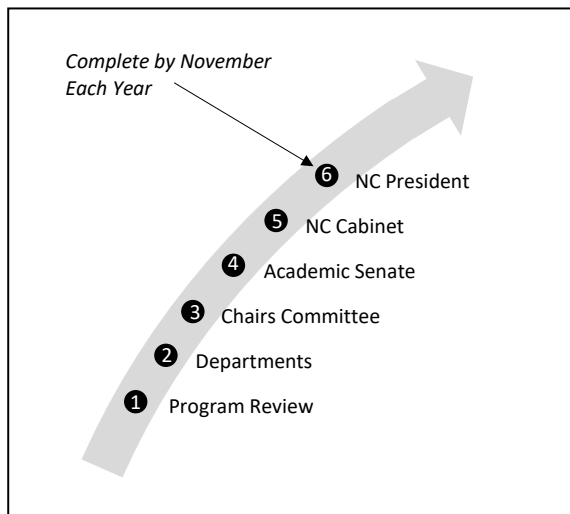 Complete by November
Each Year
6 NC President
5 NC Cabinet
4 Academic Senate
3 Chairs Committee
2 Departments
1 Program Review